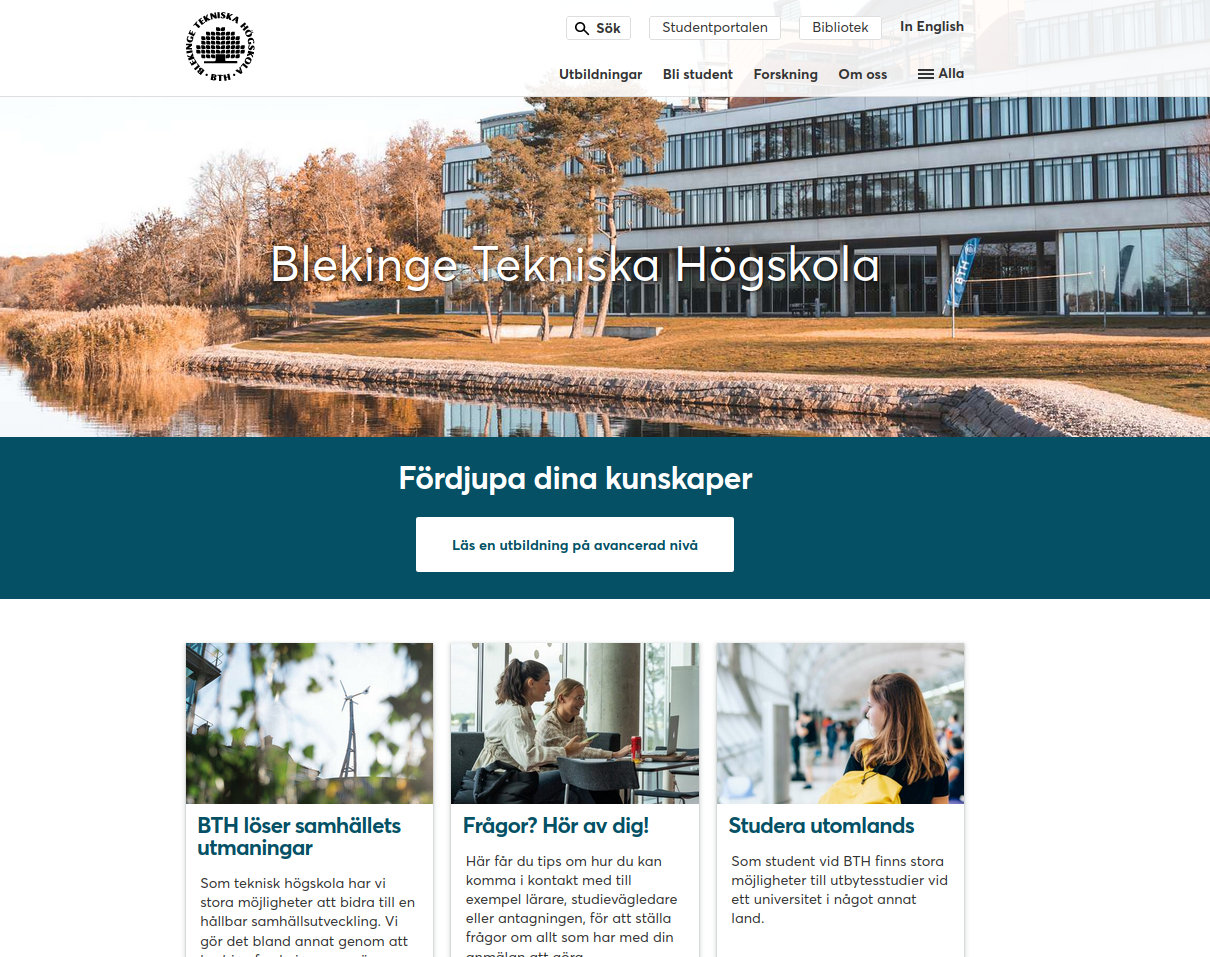 BLEKINGE TEKNISKA HÖGSKOLA · BTH ·
Sök
Studentportalen
Bibliotek
In English
Utbildningar
Bli student
Forskning
Om oss
Alla
Blekinge Tekniska Högskola
BTH
Fördjupa dina kunskaper
Läs en utbildning på avancerad nivå
BTH löser samhällets
utmaningar
Som teknisk högskola har vi
stora möjligheter att bidra till en
hållbar samhällsutveckling. Vi
gör det bland annat genom att
Frågor? Hör av dig!
Här får du tips om hur du kan
komma i kontakt med till
exempel lärare, studievägledare
eller antagningen, för att ställa
frågor om allt som har med din
anmälan att göra.
Studera utomlands
Som student vid BTH finns stora
möjligheter till utbytesstudier vid
ett universitet i något annat
land.